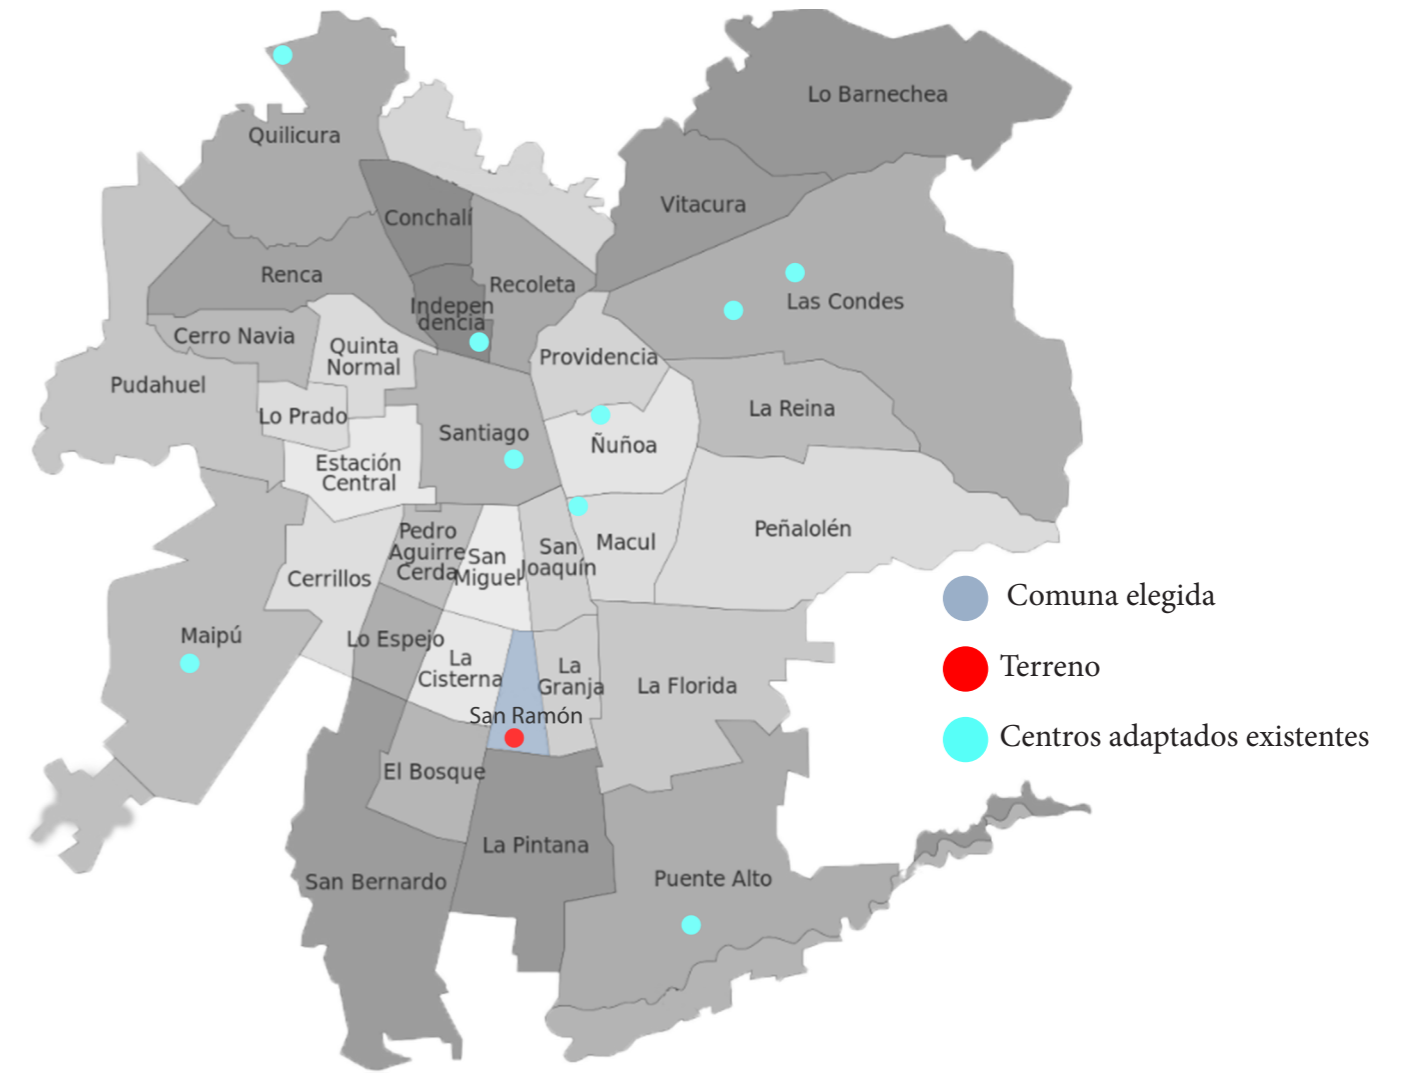 Lo Barnechea
Quilicura
Vitacura
Conchalí
Renca
Recoleta
Las Condes
Indepen
dencia
Cerro Navia
Quinta
Normal
Providencia
Pudahuel
La Reina
Lo Prado
Santiago
Ñuñoa
Estación
Central
Peñalolén
Pedro
Aguirre
Cerda
San
Miguel
San
Joaquín
Macul
Cerrillos
Comuna elegida
Maipú
Lo Espejo
La
Cisterna
La
Granja
La Florida
Terreno
San Ramón
Centros adaptados existentes
El Bosque
La Pintana
San Bernardo
Puente Alto